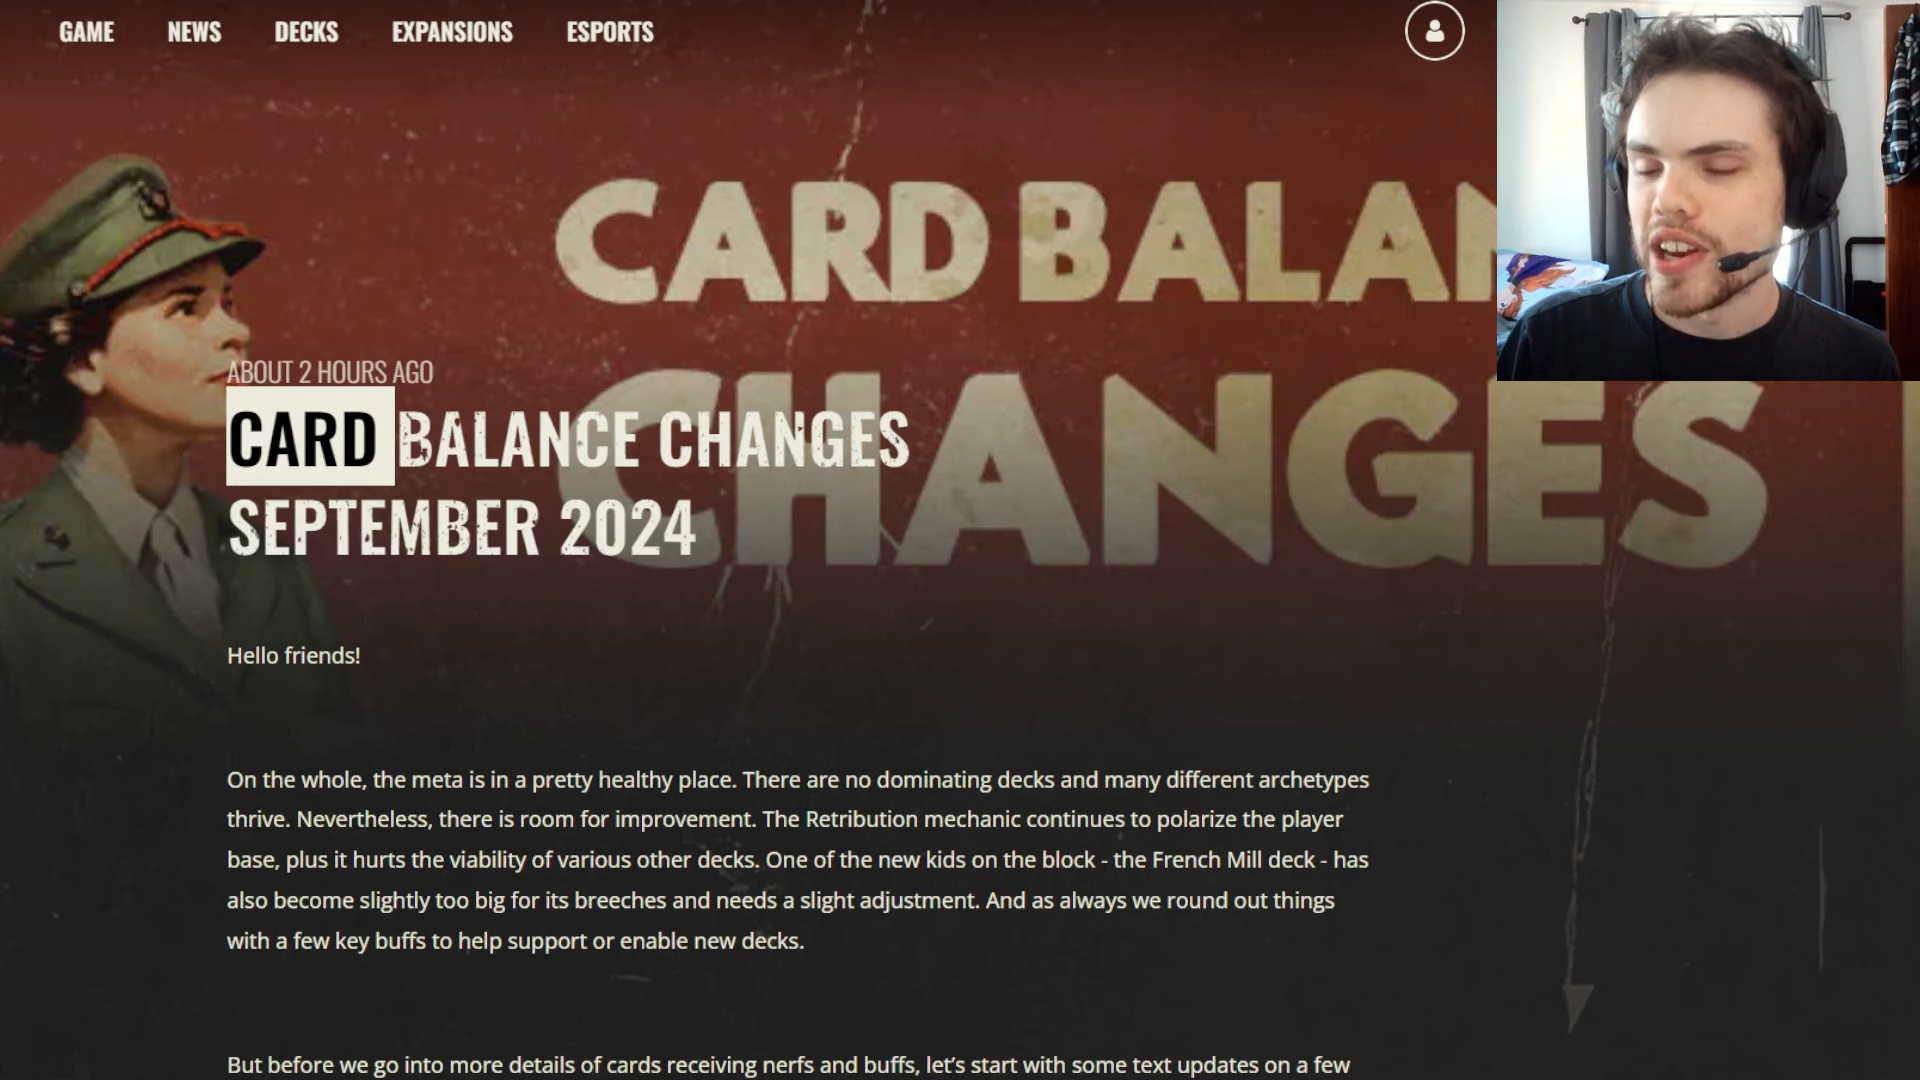 GAME NEWS DECKS EXPANSIONS ESPORTS
CARD BALAN
CHANGES
ABOUT 2 HOURS AGO
CARD BALANCE CHANGES
SEPTEMBER 2024
Hello friends!
On the whole, the meta is in a pretty healthy place. There are no dominating decks and many different archetypes
thrive. Nevertheless, there is room for improvement. The Retribution mechanic continues to polarize the player
base, plus it hurts the viability of various other decks. One of the new kids on the block - the French Mill deck - has
also become slightly too big for its breeches and needs a slight adjustment. And as always we round out things
with a few key buffs to help support or enable new decks.
But before we go into more details of cards receiving nerfs and buffs, let’s start with some text updates on a few